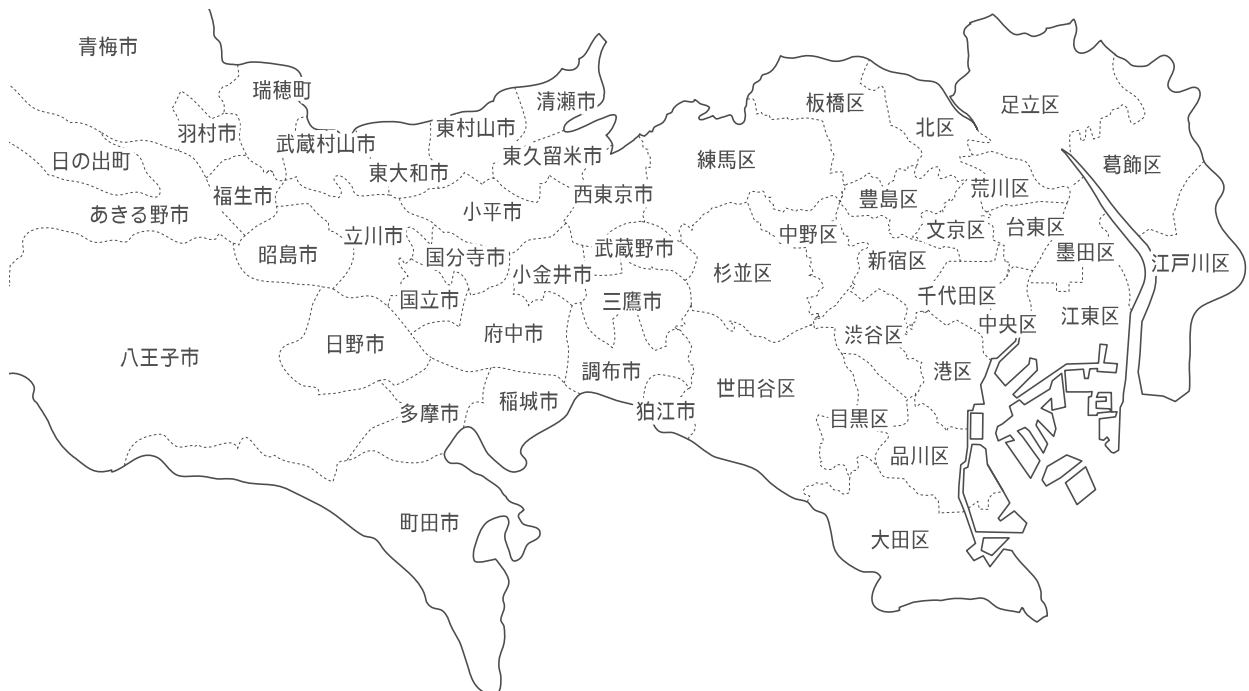 青梅市
瑞穂町
清瀬市
板橋区
足立区
羽村市
武蔵村山市
東村山市
北区
日の出町
東大和市
東久留米市
練馬区
葛飾区
福生市
西東京市
豊島区
荒川区
あきる野市
小平市
昭島市
立川市
国分寺市
武蔵野市
中野区
文京区
台東区
墨田区
国立市
小金井市
三鷹市
杉並区
新宿区
江戸川区
千代田区
中央区
江東区
八王子市
日野市
府中市
渋谷区
調布市
港区
多摩市
稲城市
狛江市
世田谷区
目黒区
品川区
町田市
大田区